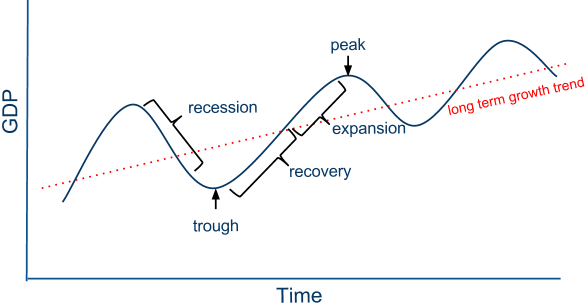 peak
recession
long term growth trend
GDP
expansion
recovery
trough
Time